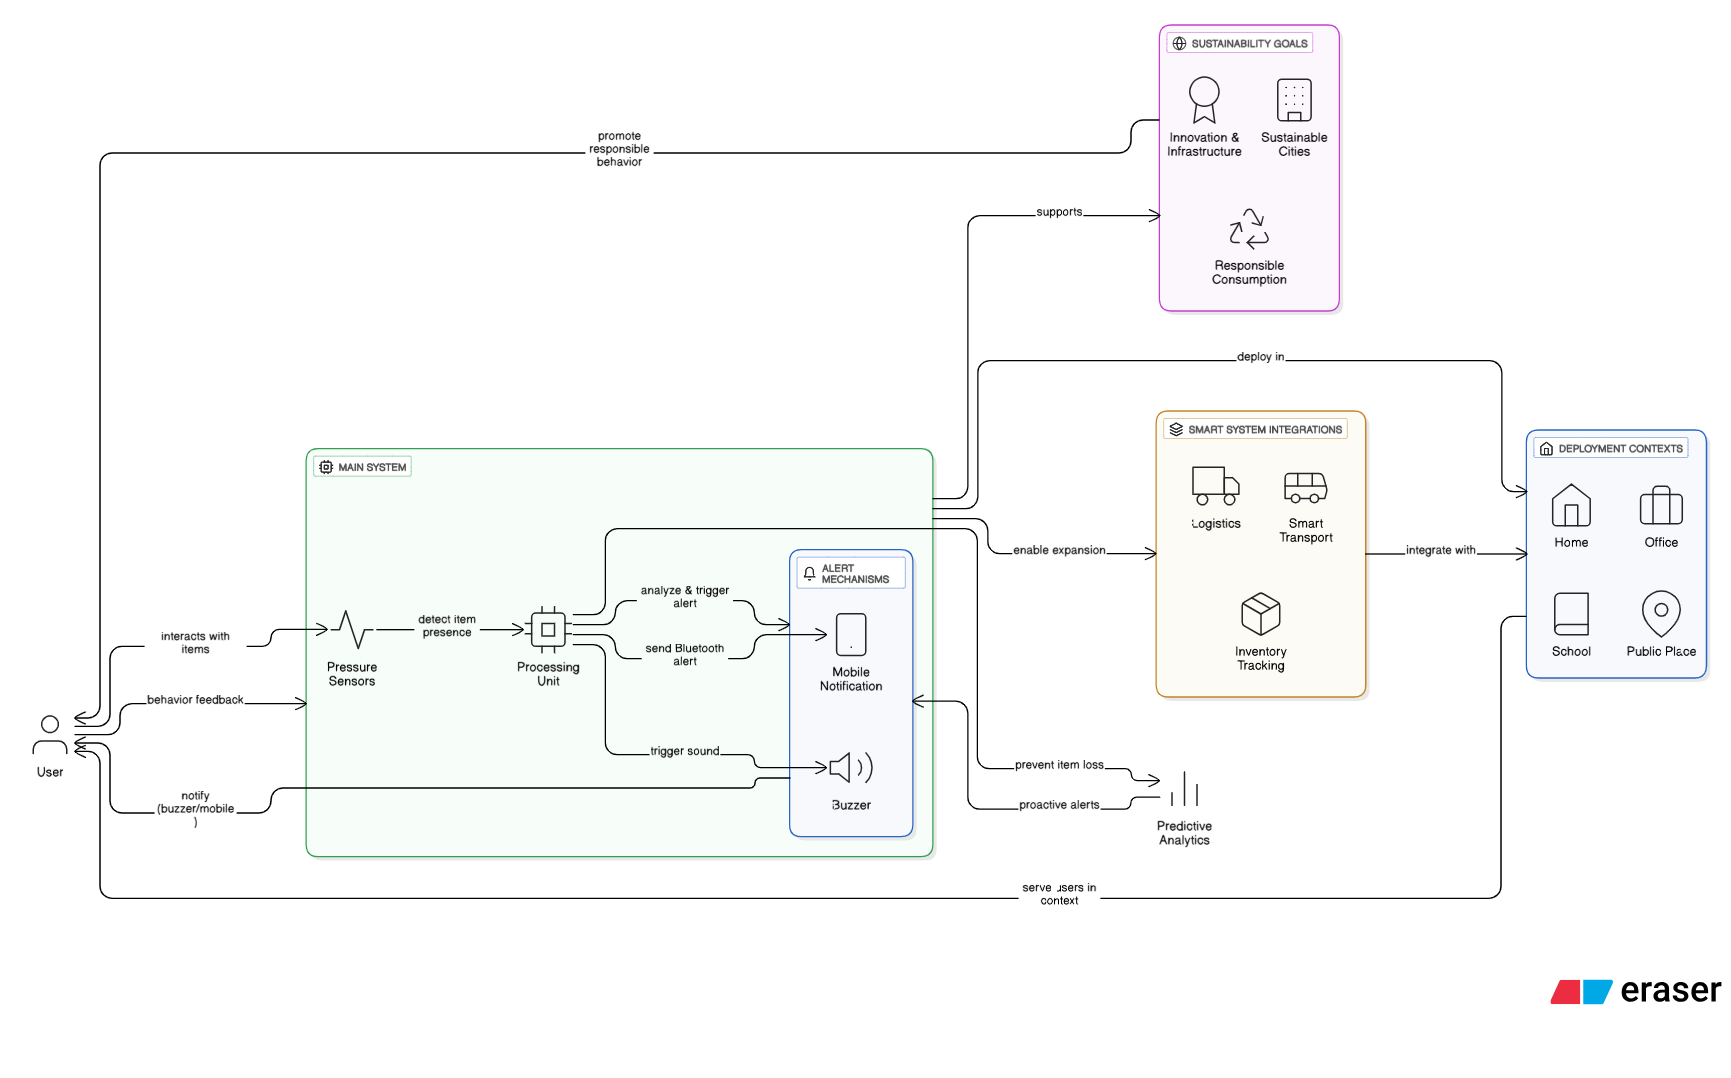 SUSTAINABILITY GOALS
Innovation &
Infrastructure
Sustainable
Cities
promote
responsible
behavior
supports
Responsible
Consumption
deploy in
SMART SYSTEM INTEGRATIONS
Logistics
Smart
Transport
Inventory
Tracking
DEPLOYMENT CONTEXTS
Home
Office
School
Public Place
integrate with
enable expansion
MAIN SYSTEM
ALERT
MECHANISMS
analyze & trigger
alert
send Bluetooth
alert
Mobile
Notification
detect item
presence
interacts with
items
Pressure
Sensors
Processing
Unit
behavior feedback
User
trigger sound
Buzzer
notify
(buzzer/mobile
)
prevent item loss
proactive alerts
Predictive
Analytics
serve users in
context
eraser